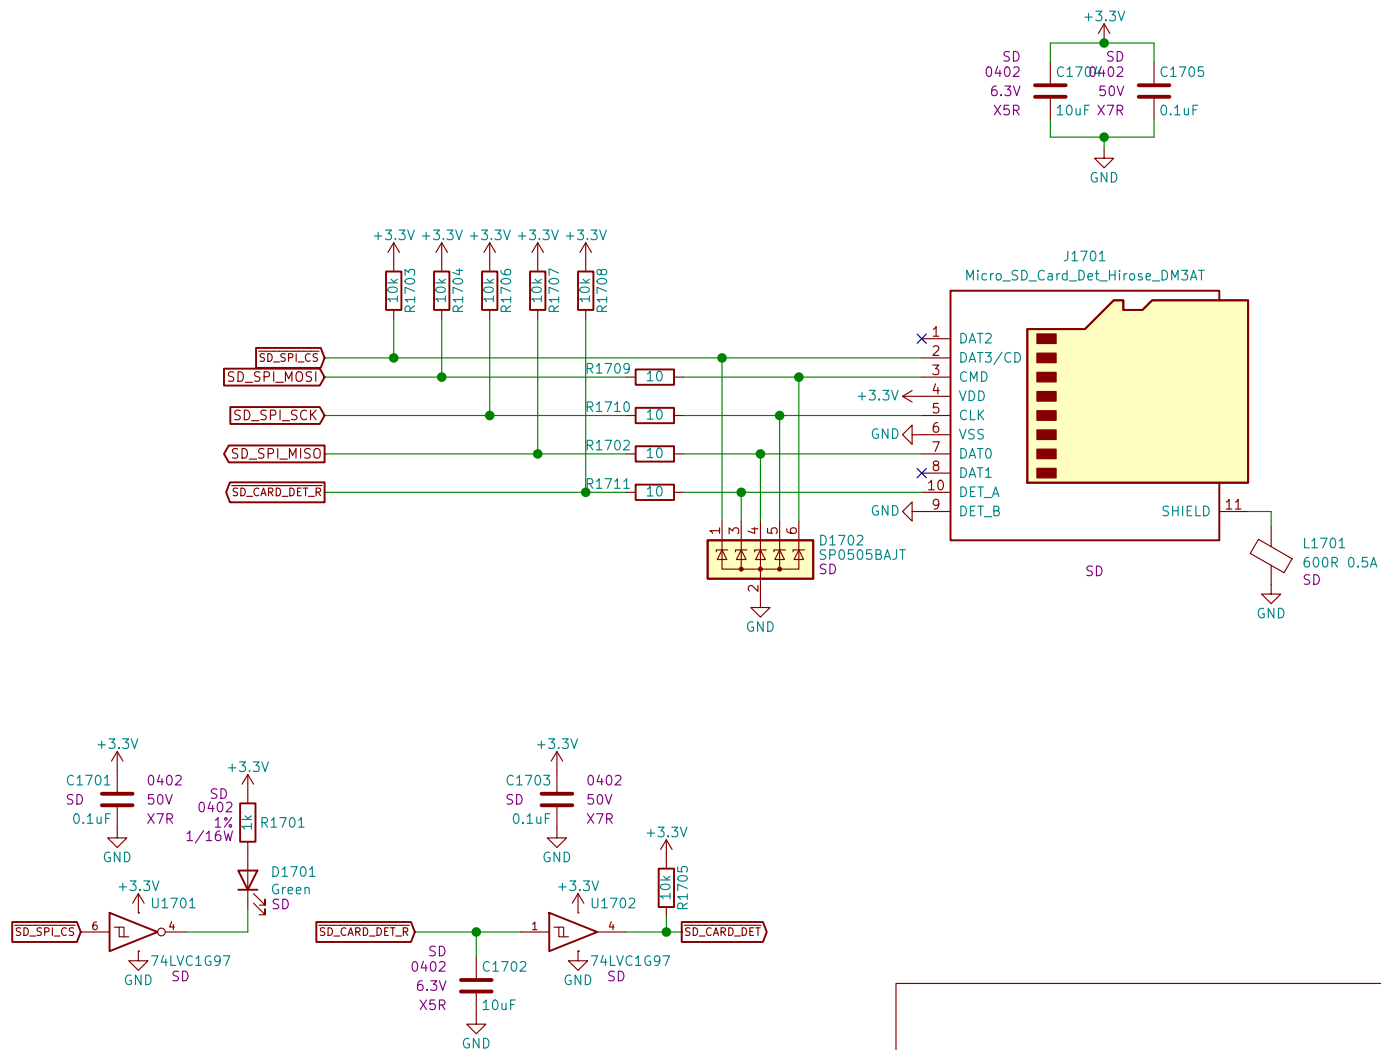 +3.3V
SD
0402
6.3V
X5R
C1704
10uF
SD
0402
50V
X7R
C1705
0.1uF
GND
+3.3V +3.3V +3.3V +3.3V +3.3V
10k R1703
10k R1704
10k R1706
10k R1707
10k R1708
J1701
Micro_SD_Card_Det_Hirose_DM3AT
SD_SPI_CS
SD_SPI_MOSI
SD_SPI_SCK
SD_SPI_MISO
SD_CARD_DET_R
R1709
10
R1710
10
R1702
10
R1711
10
+3.3V
GND
GND
1 DAT2
2 DAT3/CD
3 CMD
4 VDD
5 CLK
6 VSS
7 DAT0
8 DAT1
10 DET_A
9 DET_B
SHIELD 11
1 3 4 5 6
2
D1702
SP0505BAJT
SD
GND
SD
L1701
600R 0.5A
SD
GND
+3.3V
C1701
SD
0.1uF
0402
50V
X7R
GND
+3.3V
SD
0402
1%
1/16W
1k
R1701
D1701
Green
SD
+3.3V
U1701
SD_SPI_CS
6
4
74LVC1G97
GND
SD
+3.3V
C1703
SD
0.1uF
0402
50V
X7R
GND
+3.3V
10k
R1705
+3.3V
U1702
SD_CARD_DET_R
1
4
SD_CARD_DET
74LVC1G97
GND
SD
SD
0402
6.3V
X5R
C1702
10uF
GND